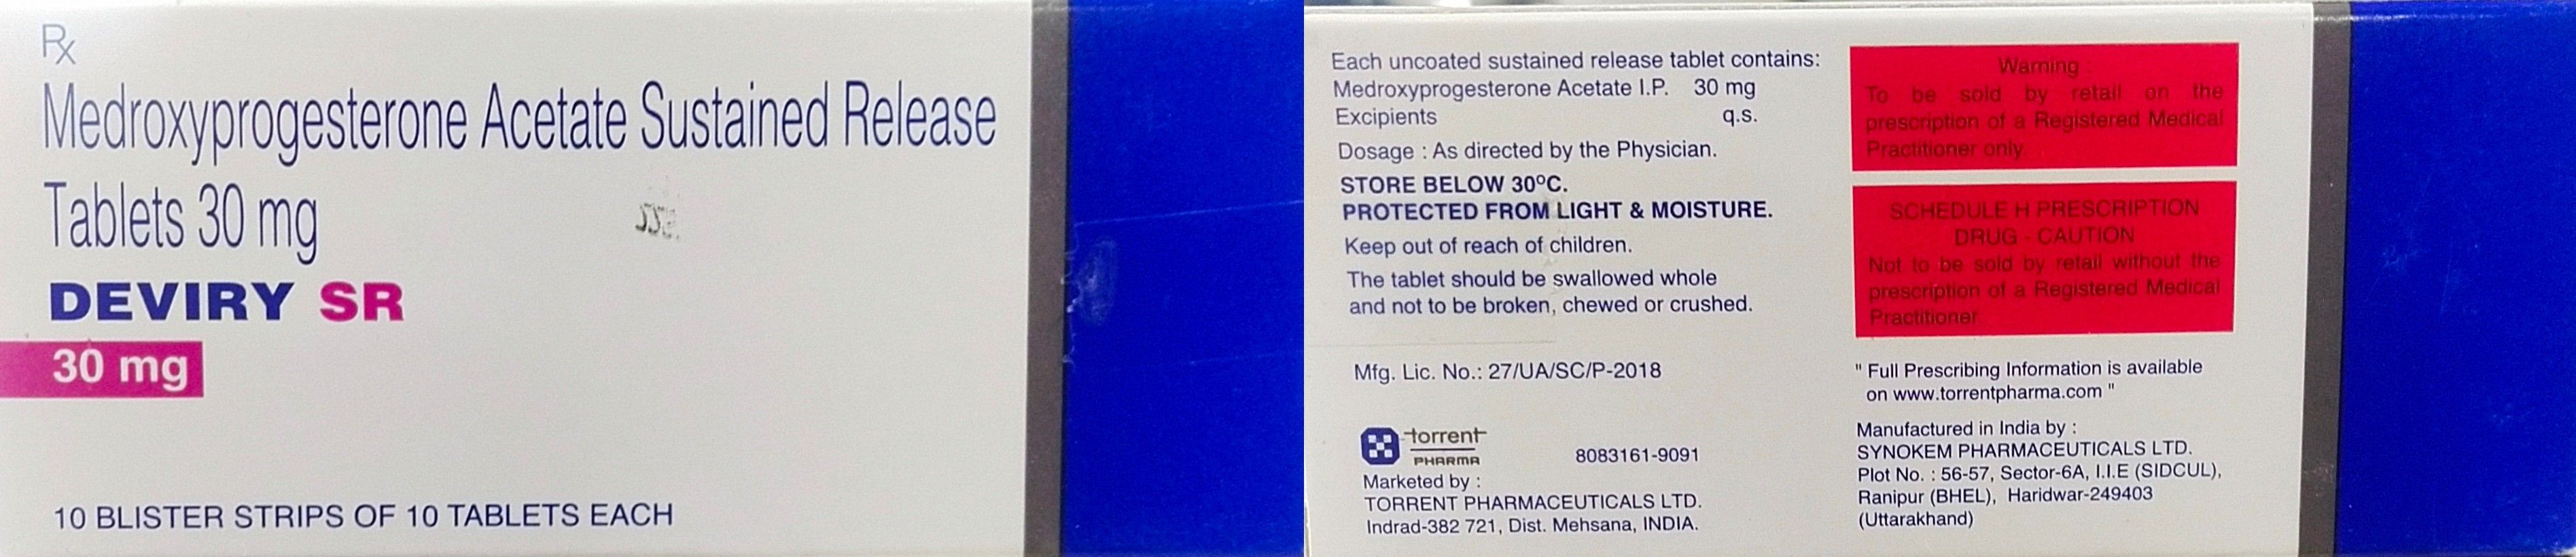 Rx
Medroxyprogesterone Acetate Sustained Release
Tablets 30 mg
DEVIRY SR
30 mg
10 BLISTER STRIPS OF 10 TABLETS EACH
Each uncoated sustained release tablet contains:
Medroxyprogesterone Acetate I.P. 30 mg
Excipients q.s.
Dosage : As directed by the Physician.
STORE BELOW 30ºC.
PROTECTED FROM LIGHT & MOISTURE.
Keep out of reach of children.
The tablet should be swallowed whole
and not to be broken, chewed or crushed.
Mfg. Lic. No.: 27/UA/SC/P-2018
torrent
PHARMA
8083161-9091
Marketed by :
TORRENT PHARMACEUTICALS LTD.
Indrad-382 721, Dist. Mehsana, INDIA.
Warning
To be sold by retail on the
prescription of a Registered Medical
Practitioner only.
SCHEDULE H PRESCRIPTION
DRUG - CAUTION
Not to be sold by retail without the
prescription of a Registered Medical
Practitioner.
" Full Prescribing Information is available
on www.torrentpharma.com "
Manufactured in India by :
SYNOKEM PHARMACEUTICALS LTD.
Plot No. : 56-57, Sector-6A, I.I.E (SIDCUL),
Ranipur (BHEL), Haridwar-249403
(Uttarakhand)